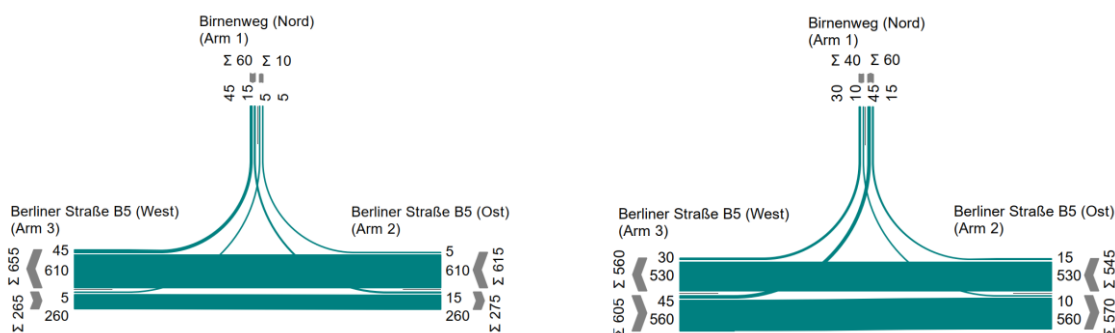 Birnenweg (Nord)
(Arm 1)
Σ 60 Σ 10
45 15 5 5
Berliner Straße B5 (West)
(Arm 3)
Berliner Straße B5 (Ost)
(Arm 2)
Σ 655 45
610
5 Σ 615
610
Σ 265 5
260
15 Σ 275
260
Birnenweg (Nord)
(Arm 1)
Σ 40 Σ 60
30 10 45 15
Berliner Straße B5 (West)
(Arm 3)
Berliner Straße B5 (Ost)
(Arm 2)
Σ 560 30
530
15 Σ 545
530
Σ 605 45
560
10 Σ 570
560